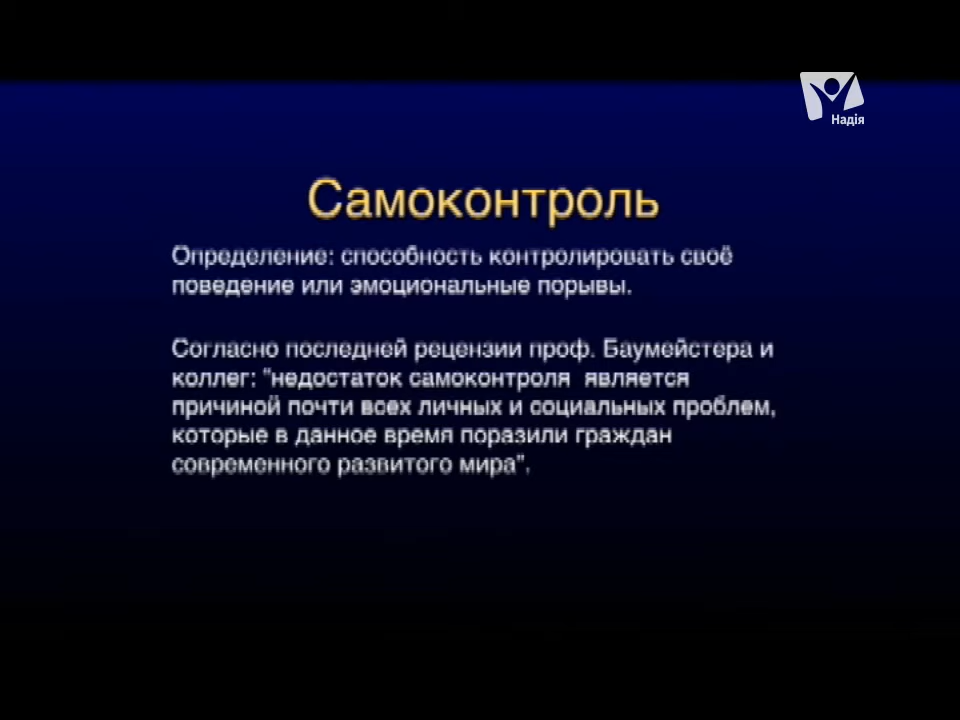 Надія
Самоконтроль
Определение: способность контролировать своё
поведение или эмоциональные порывы.
Согласно последней рецензии проф. Баумейстера и
коллег: "недостаток самоконтроля является
причиной почти всех личных и социальных проблем,
которые в данное время поразили граждан
современного развитого мира".